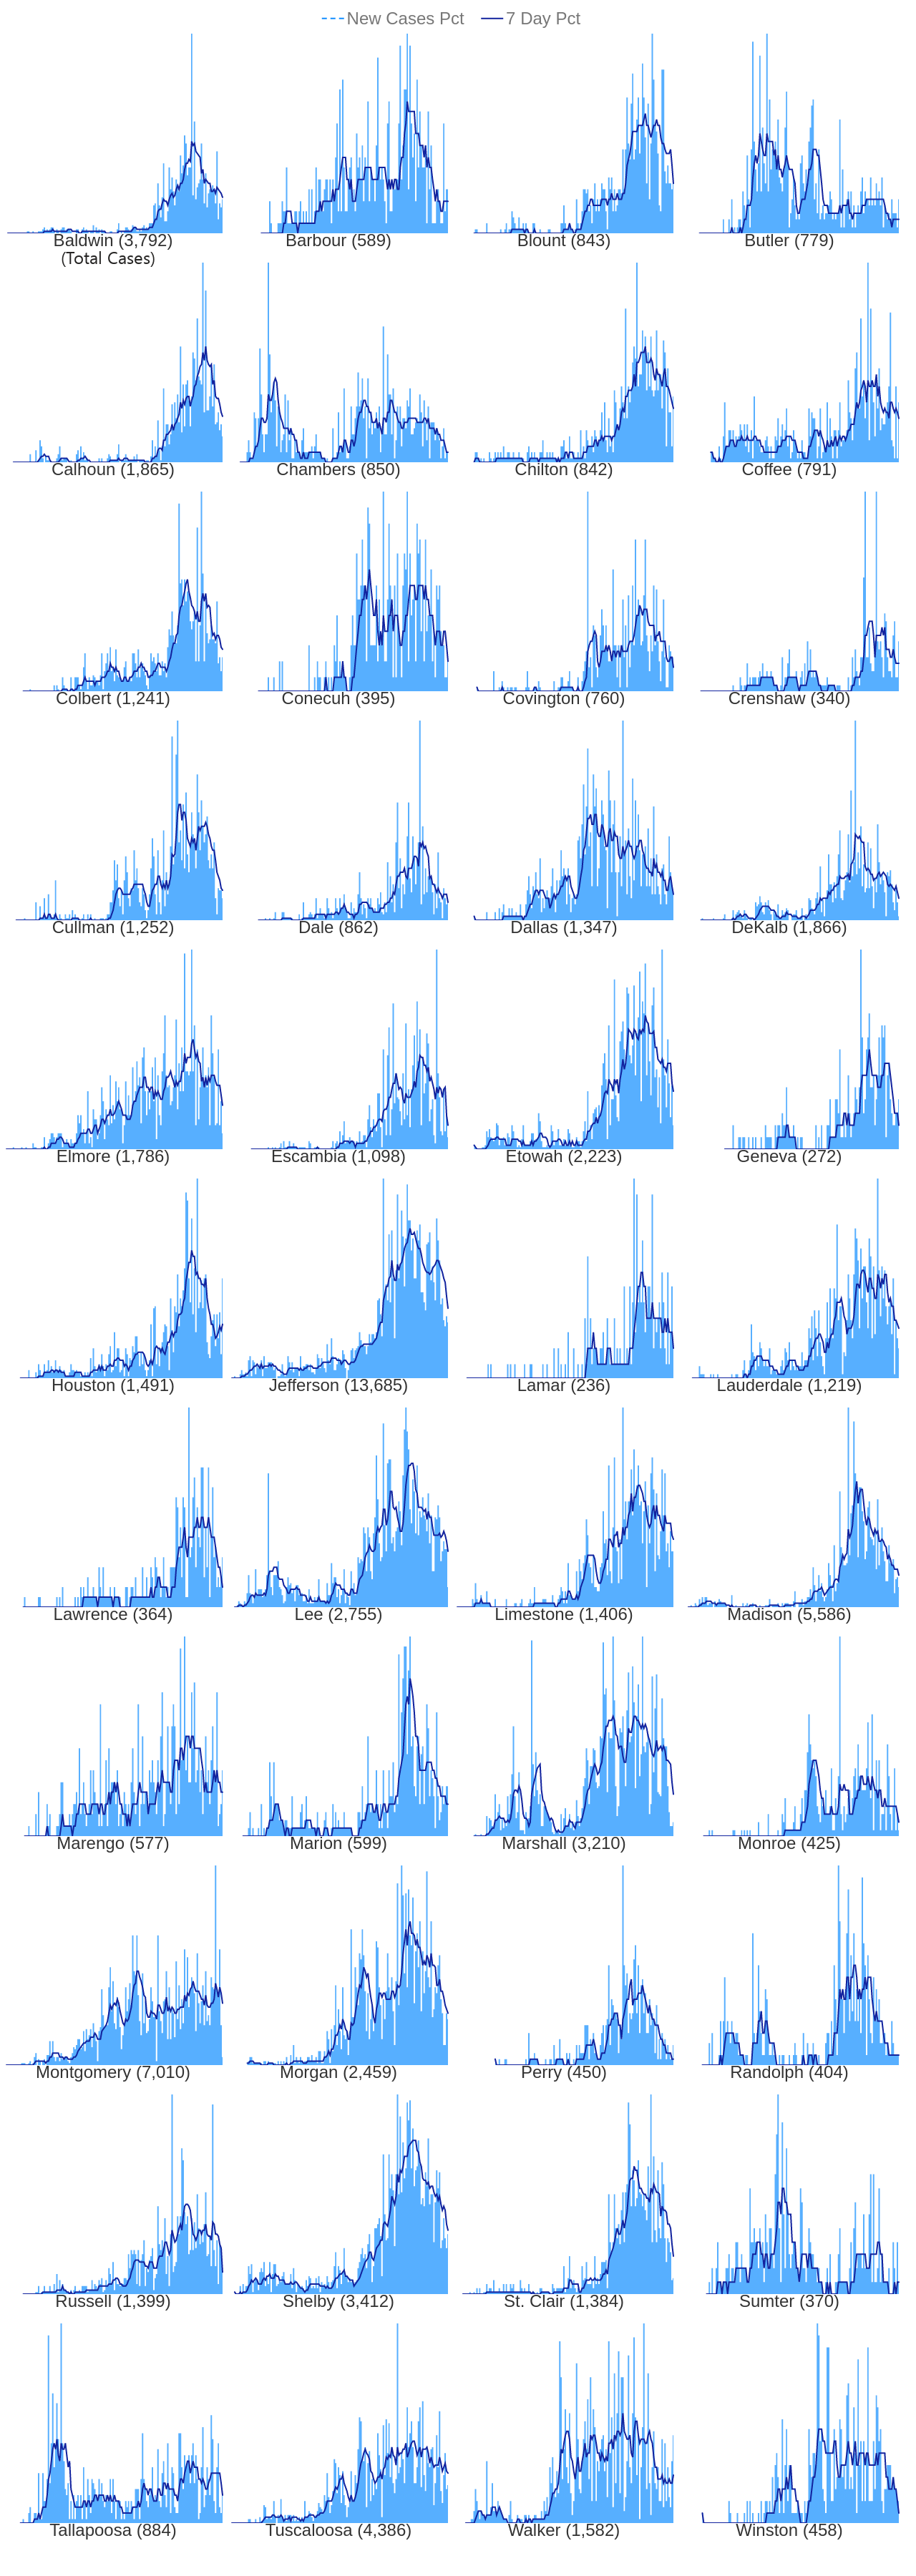 New Cases Pct 7 Day Pct
Baldwin (3,792) Barbour (589) Blount (843) Butler (779)
(Total Cases)
Calhoun (1,865) Chambers (850) Chilton (842) Coffee (791)
Colbert (1,241) Conecuh (395) Covington (760) Crenshaw (340)
Cullman (1,252) Dale (862) Dallas (1,347) DeKalb (1,866)
Elmore (1,786) Escambia (1,098) Etowah (2,223) Geneva (272)
Houston (1,491) Jefferson (13,685) Lamar (236) Lauderdale (1,219)
Lawrence (364) Lee (2,755) Limestone (1,406) Madison (5,586)
Marengo (577) Marion (599) Marshall (3,210) Monroe (425)
Montgomery (7,010) Morgan (2,459) Perry (450) Randolph (404)
Russell (1,399) Shelby (3,412) St. Clair (1,384) Sumter (370)
Tallapoosa (884) Tuscaloosa (4,386) Walker (1,582) Winston (458)